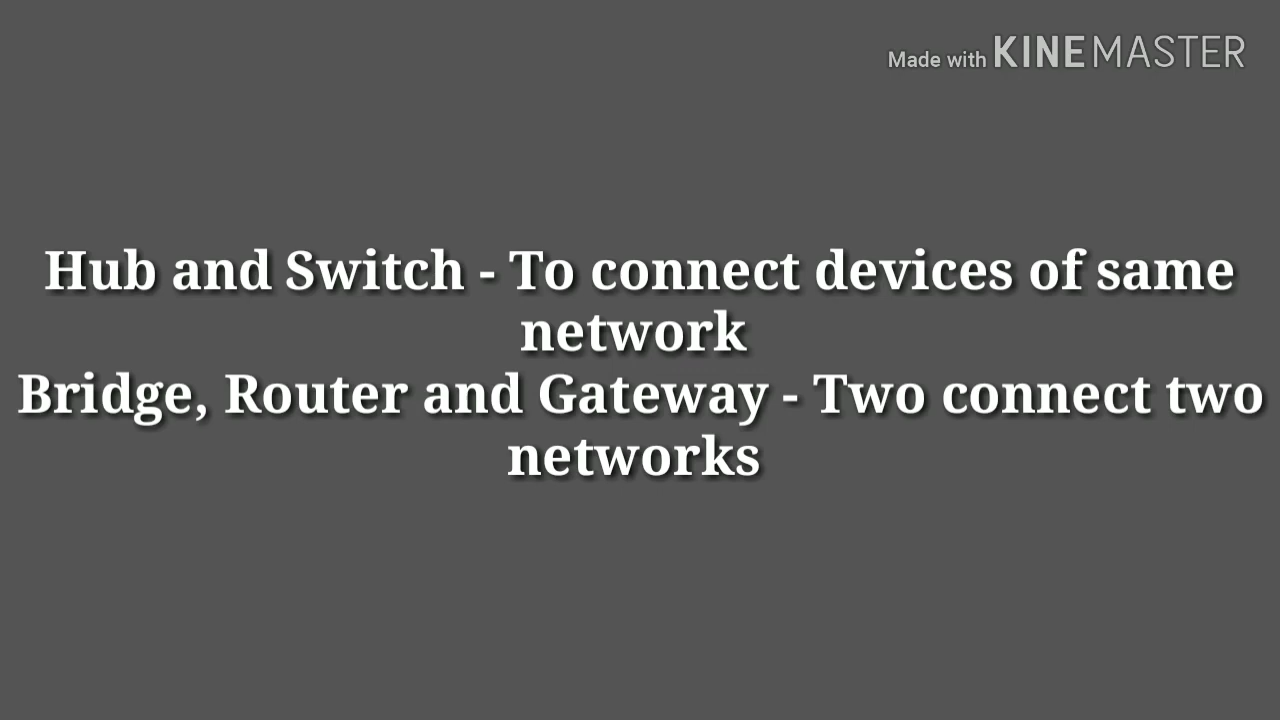 Made with KINEMASTER
Hub and Switch - To connect devices of same
network
Bridge, Router and Gateway - Two connect two
networks